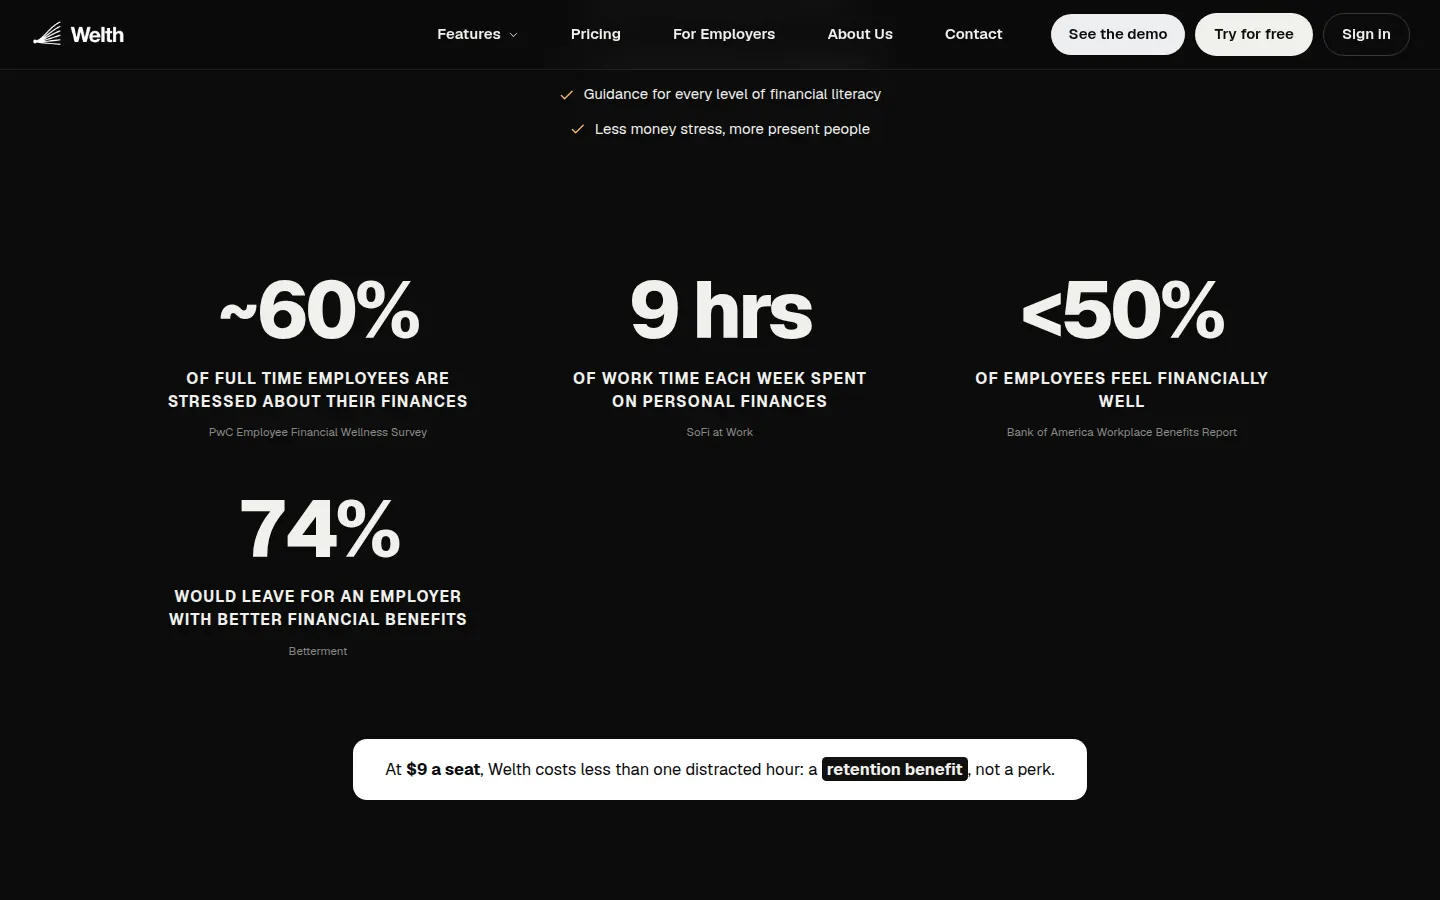 Welth
Features
Pricing
For Employers
About Us
Contact
See the demo
Try for free
Sign In
Guidance for every level of financial literacy
Less money stress, more present people
~60%
OF FULL TIME EMPLOYEES ARE
STRESSED ABOUT THEIR FINANCES
PwC Employee Financial Wellness Survey
9 hrs
OF WORK TIME EACH WEEK SPENT
ON PERSONAL FINANCES
SoFi at Work
<50%
OF EMPLOYEES FEEL FINANCIALLY
WELL
Bank of America Workplace Benefits Report
74%
WOULD LEAVE FOR AN EMPLOYER
WITH BETTER FINANCIAL BENEFITS
Betterment
At $9 a seat, Welth costs less than one distracted hour: a retention benefit, not a perk.